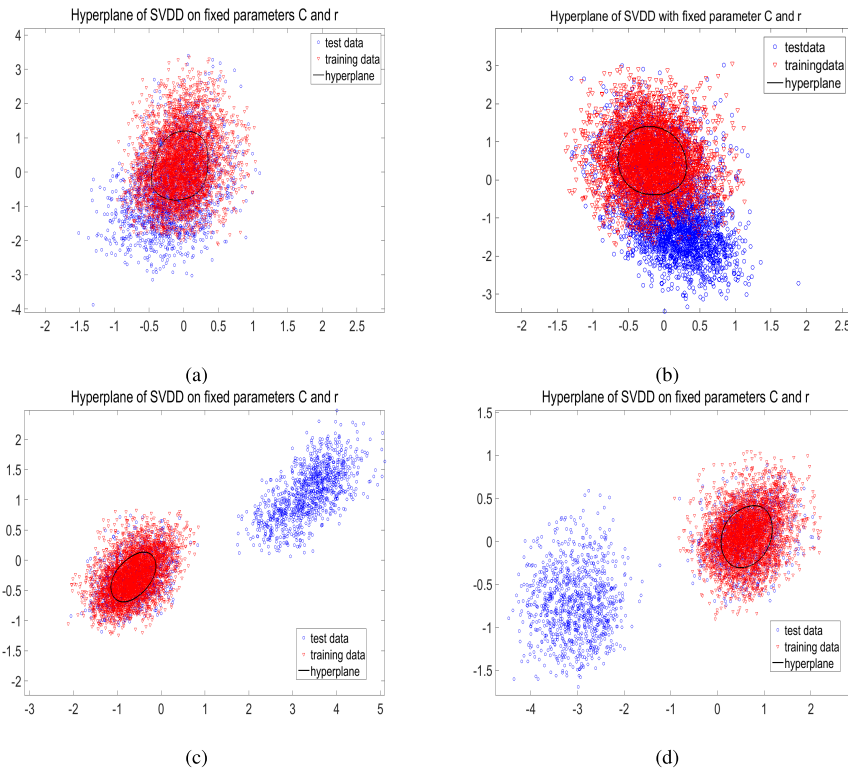 Hyperplane of SVDD on fixed parameters C and r
test data
training data
hyperplane
4
3
2
1
0
-1
-2
-3
-4
-2 -1.5 -1 -0.5 0 0.5 1 1.5 2 2.5
(a)
Hyperplane of SVDD with fixed parameter C and r
testdata
trainingdata
hyperplane
3
2
1
0
-1
-2
-3
-2 -1.5 -1 -0.5 0 0.5 1 1.5 2 2.5
(b)
Hyperplane of SVDD on fixed parameters C and r
2
1.5
1
0.5
0
-0.5
-1
-1.5
-2
test data
training data
hyperplane
-3 -2 -1 0 1 2 3 4 5
(c)
Hyperplane of SVDD on fixed parameters C and r
1.5
1
0.5
0
-0.5
-1
-1.5
test data
training data
hyperplane
-4 -3 -2 -1 0 1 2
(d)